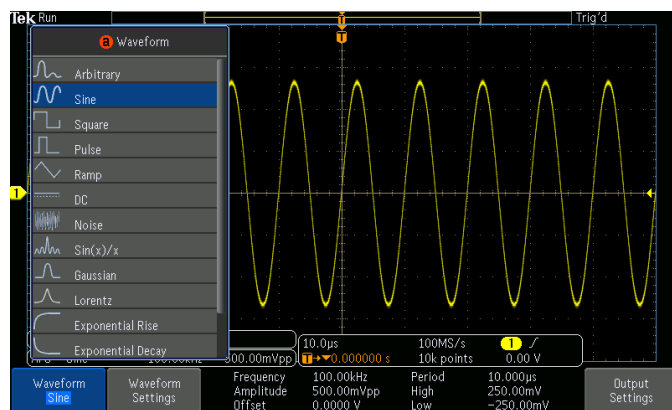 Tek Run Trig'd
T
T
a Waveform
Arbitrary
Sine
Square
Pulse
Ramp
1
DC
Noise
Sin(x)/x
Gaussian
Lorentz
Exponential Rise
Exponential Decay
10.0µs 100MS/s 1
500.00mVpp T→▼0.000000 s 10k points 0.00 V
Waveform
Sine
Waveform
Settings
Frequency 100.00kHz Period 10.000µs
Amplitude 500.00mVpp High 250.00mV
Offset 0.0000 V Low −250.00mV
Output
Settings